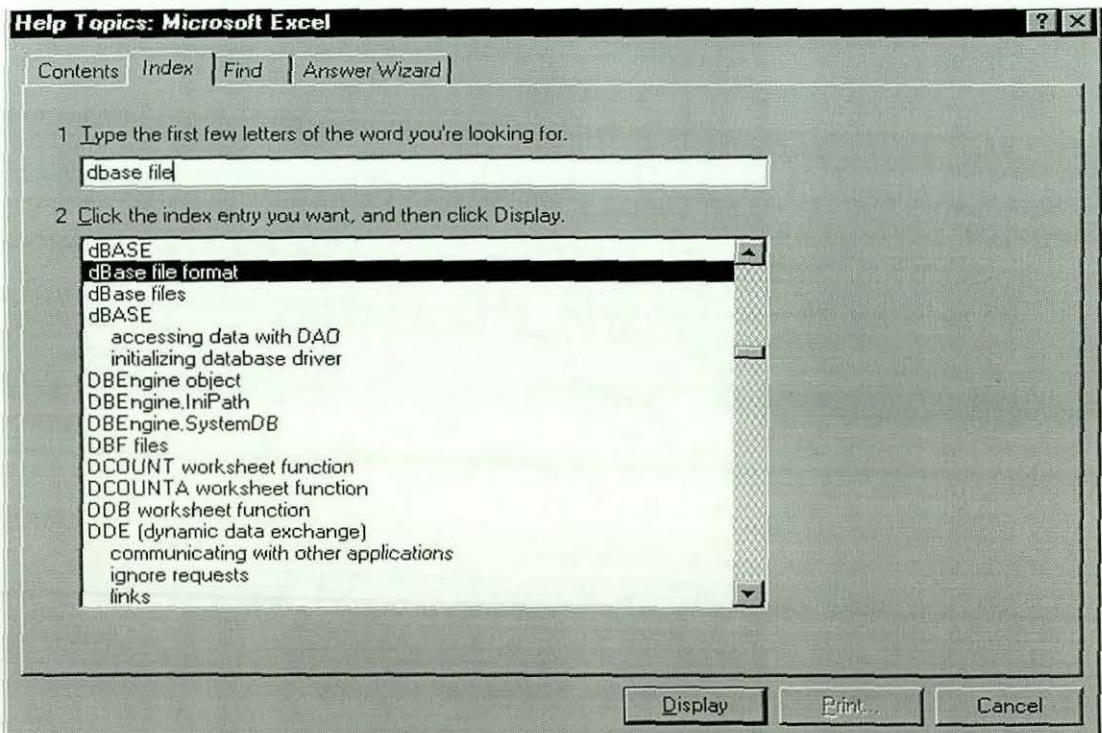 Help Topics: Microsoft Excel
Contents Index Find Answer Wizard
1 Type the first few letters of the word you're looking for.
dbase file
2 Click the index entry you want, and then click Display.
dBASE
dBase file format
dBase files
dBASE
accessing data with DAO
initializing database driver
DBEngine object
DBEngine.IniPath
DBEngine.SystemDB
DBF files
DCOUNT worksheet function
DCOUNTA worksheet function
DDB worksheet function
DDE (dynamic data exchange)
communicating with other applications
ignore requests
links
Display Print... Cancel